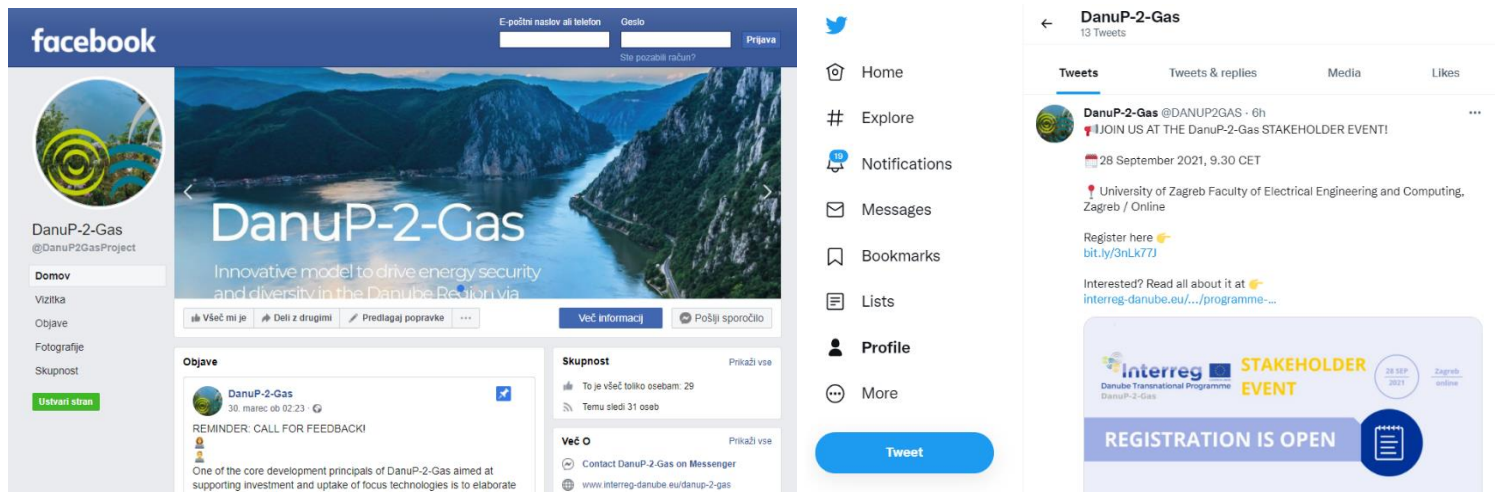 facebook
E-poštni naslov ali telefon
Geslo
Prijava
Ste pozabili račun?
DanuP-2-Gas
@DanuP2GasProject
Domov
Vizitka
Objave
Fotografije
Skupnost
Ustvari stran
DanuP-2-Gas
Innovative model to drive energy security
and diversity in the Danube Region via
Všeč mi je
Deli z drugimi
Predlagaj popravke
Več informacij
Pošlji sporočilo
Objave
DanuP-2-Gas
30. marec ob 02:23 ·
REMINDER: CALL FOR FEEDBACK!
One of the core development principals of DanuP-2-Gas aimed at
supporting investment and uptake of focus technologies is to elaborate
Skupnost
Prikaži vse
To je všeč toliko osebam: 29
Temu sledi 31 oseb
Več O
Prikaži vse
Contact DanuP-2-Gas on Messenger
www.interreg-danube.eu/danup-2-gas
Home
Explore
19
Notifications
Messages
Bookmarks
Lists
Profile
More
Tweet
DanuP-2-Gas
13 Tweets
Tweets
Tweets & replies
Media
Likes
DanuP-2-Gas @DANUP2GAS · 6h
JOIN US AT THE DanuP-2-Gas STAKEHOLDER EVENT!
28 September 2021, 9.30 CET
University of Zagreb Faculty of Electrical Engineering and Computing,
Zagreb / Online
Register here
bit.ly/3nLk77J
Interested? Read all about it at
interreg-danube.eu/.../programme-...
Interreg
Danube Transnational Programme
DanuP-2-Gas
STAKEHOLDER
EVENT
28 SEP
2021
Zagreb
online
REGISTRATION IS OPEN